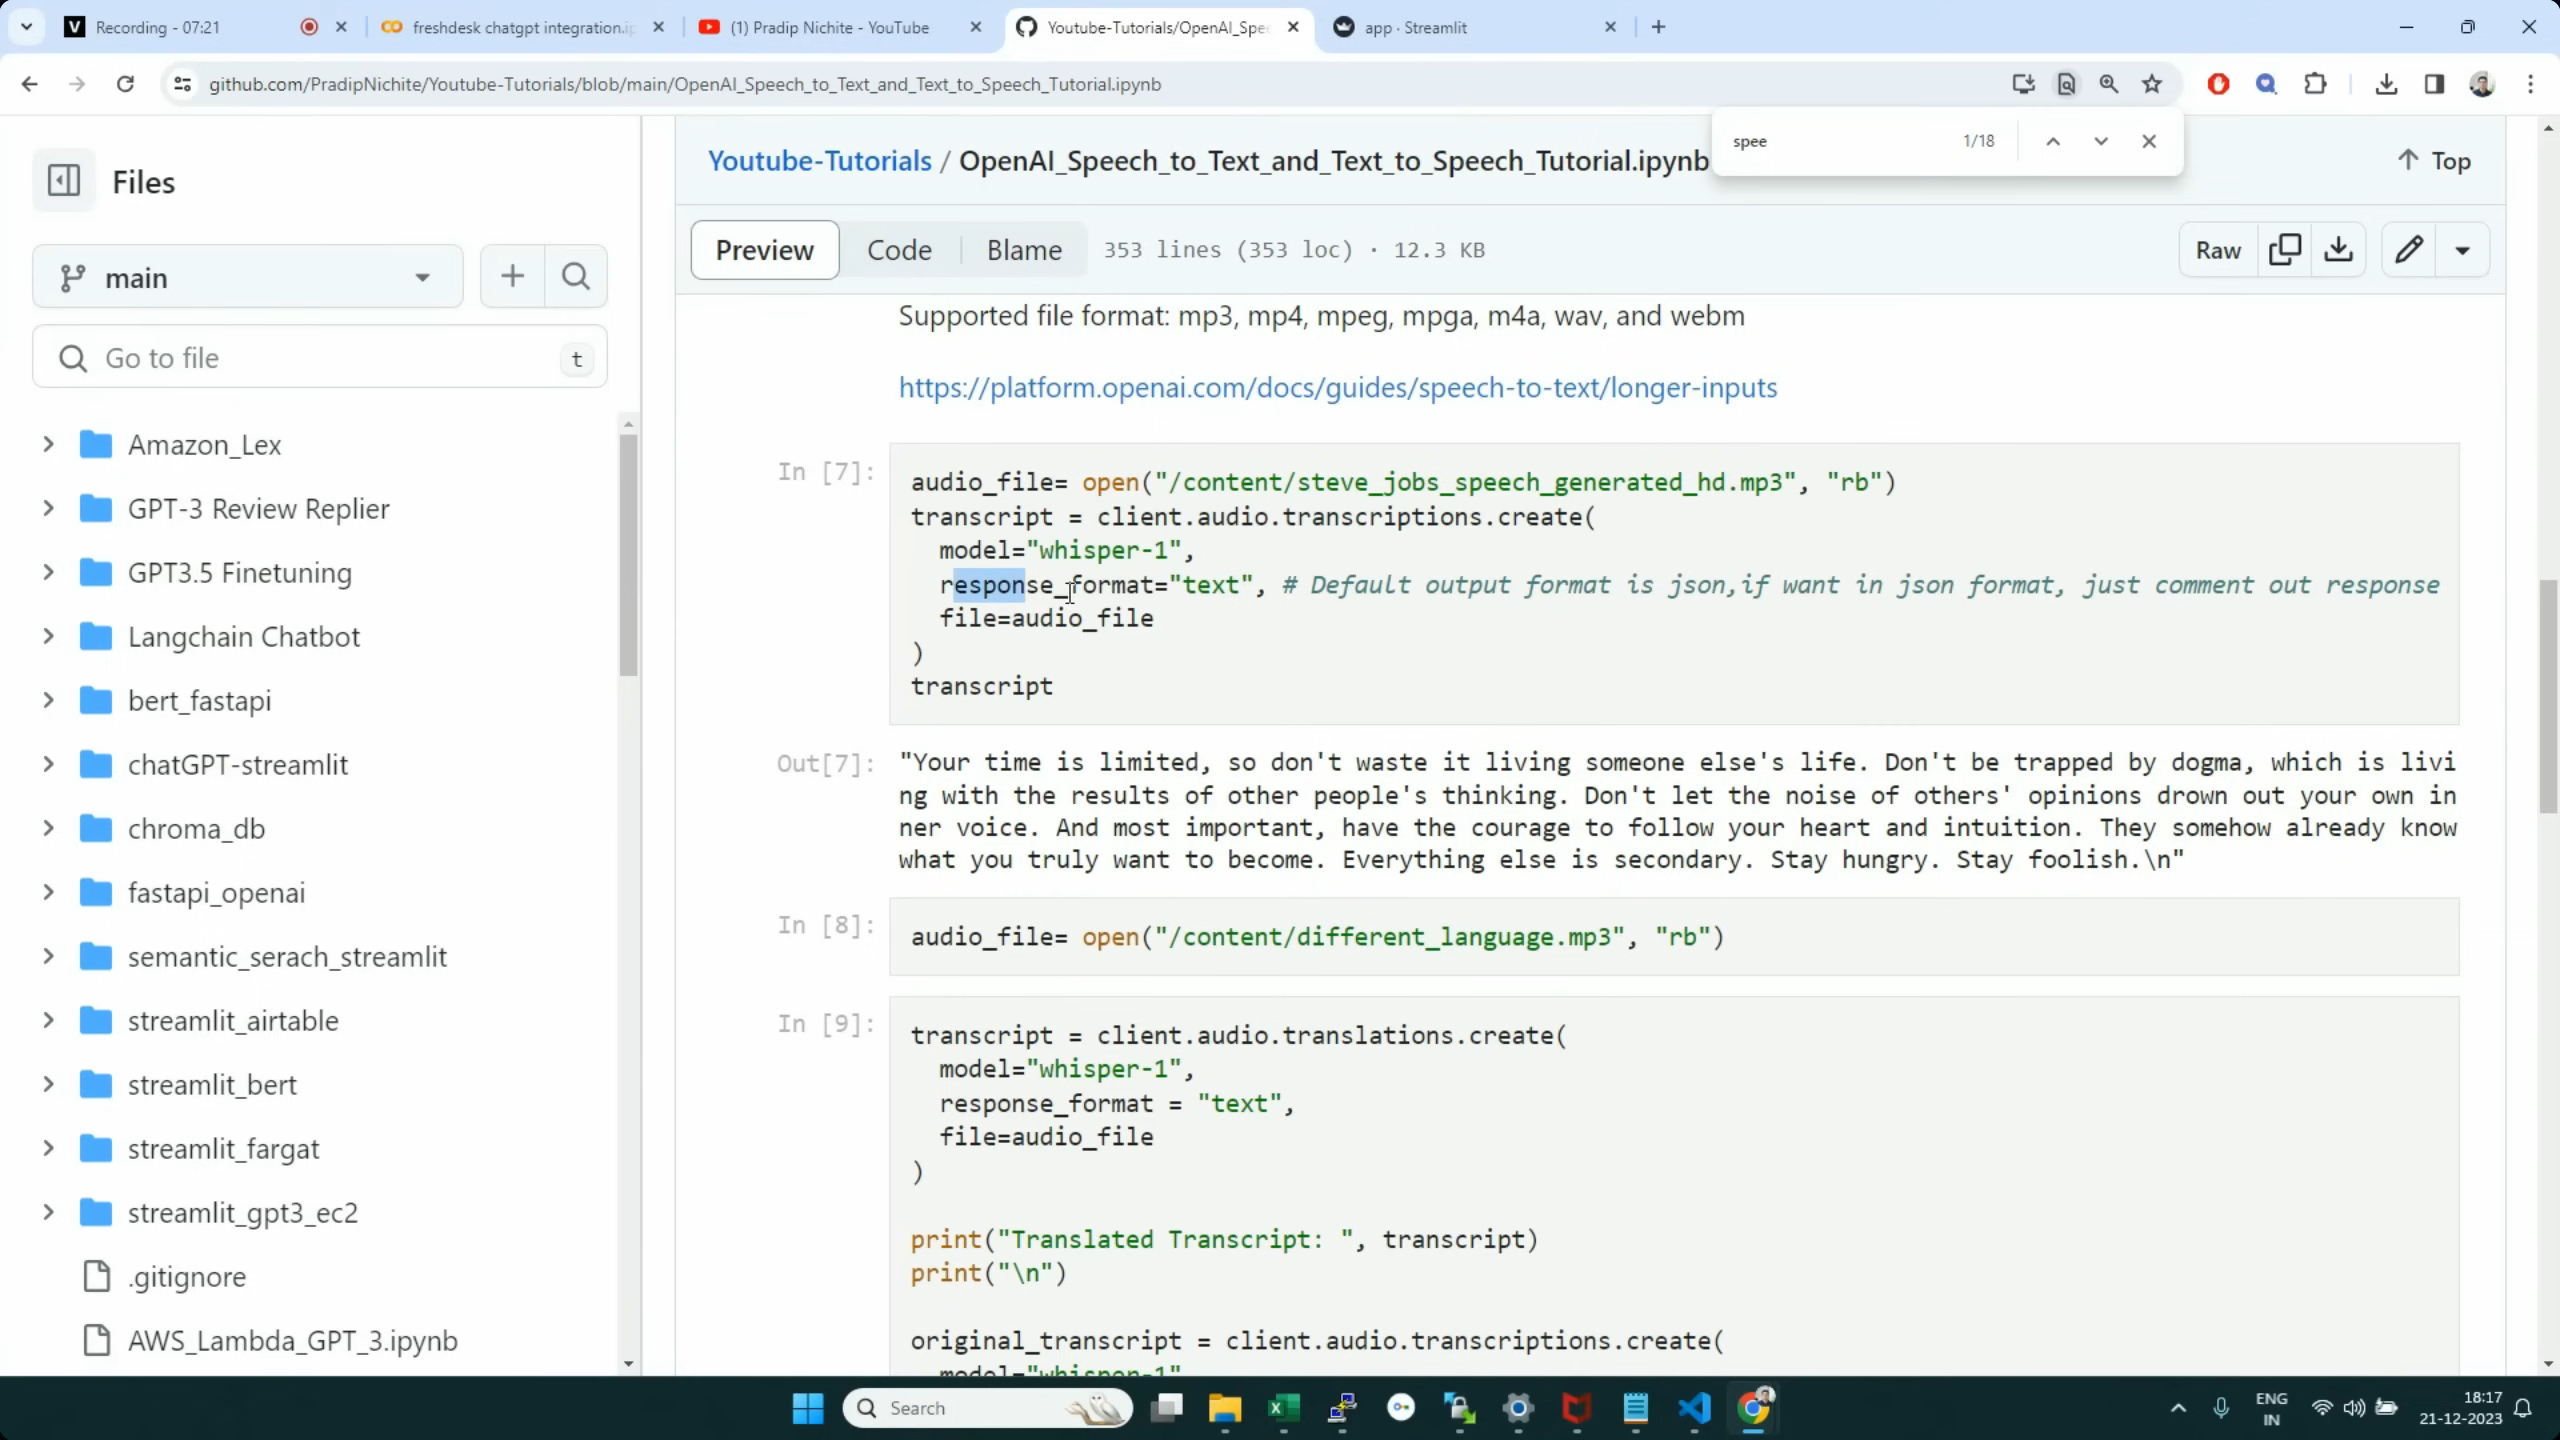 Recording - 07:21
freshdesk chatgpt integration.ip
(1) Pradip Nichite - YouTube
Youtube-Tutorials/OpenAI_Spee
app · Streamlit
github.com/PradipNichite/Youtube-Tutorials/blob/main/OpenAI_Speech_to_Text_and_Text_to_Speech_Tutorial.ipynb
spee 1/18
Files
Youtube-Tutorials / OpenAI_Speech_to_Text_and_Text_to_Speech_Tutorial.ipynb
Top
main
Preview Code Blame 353 lines (353 loc) · 12.3 KB
Raw
Go to file t
Amazon_Lex
GPT-3 Review Replier
GPT3.5 Finetuning
Langchain Chatbot
bert_fastapi
chatGPT-streamlit
chroma_db
fastapi_openai
semantic_serach_streamlit
streamlit_airtable
streamlit_bert
streamlit_fargat
streamlit_gpt3_ec2
.gitignore
AWS_Lambda_GPT_3.ipynb
Supported file format: mp3, mp4, mpeg, mpga, m4a, wav, and webm
https://platform.openai.com/docs/guides/speech-to-text/longer-inputs
In [7]:
audio_file= open("/content/steve_jobs_speech_generated_hd.mp3", "rb")
transcript = client.audio.transcriptions.create(
model="whisper-1",
response_format="text", # Default output format is json,if want in json format, just comment out response
file=audio_file
)
transcript
Out[7]:
"Your time is limited, so don't waste it living someone else's life. Don't be trapped by dogma, which is livi
ng with the results of other people's thinking. Don't let the noise of others' opinions drown out your own in
ner voice. And most important, have the courage to follow your heart and intuition. They somehow already know
what you truly want to become. Everything else is secondary. Stay hungry. Stay foolish.\n"
In [8]:
audio_file= open("/content/different_language.mp3", "rb")
In [9]:
transcript = client.audio.translations.create(
model="whisper-1",
response_format = "text",
file=audio_file
)
print("Translated Transcript: ", transcript)
print("\n")
original_transcript = client.audio.transcriptions.create(
model="whisper-1"
Search
ENG
IN
18:17
21-12-2023